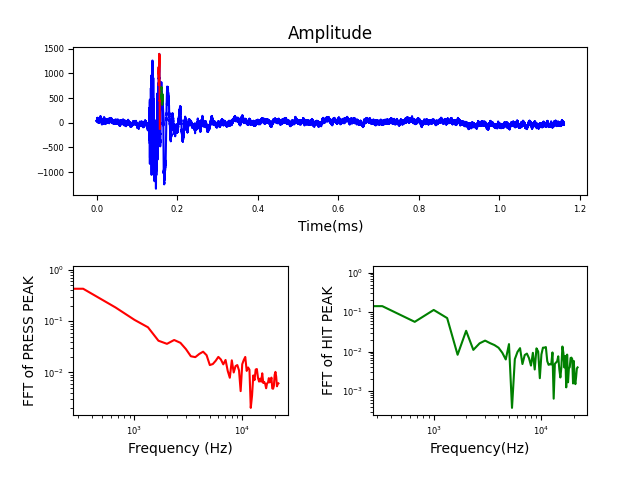 Amplitude
1500
1000
500
0
−500
−1000
0.0 0.2 0.4 0.6 0.8 1.0 1.2
Time(ms)
FFT of PRESS PEAK
10⁰
10⁻¹
10⁻²
10³ 10⁴
Frequency (Hz)
FFT of HIT PEAK
10⁰
10⁻¹
10⁻²
10⁻³
10³ 10⁴
Frequency(Hz)